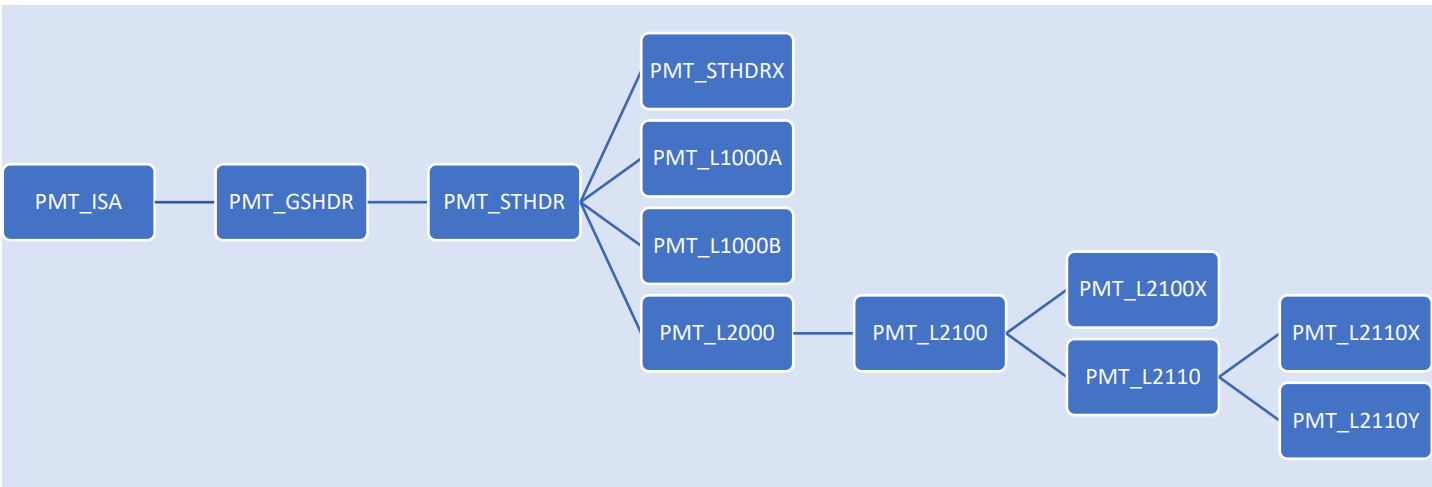 PMT_ISA
PMT_GSHDR
PMT_STHDR
PMT_STHDRX
PMT_L1000A
PMT_L1000B
PMT_L2000
PMT_L2100
PMT_L2100X
PMT_L2110
PMT_L2110X
PMT_L2110Y